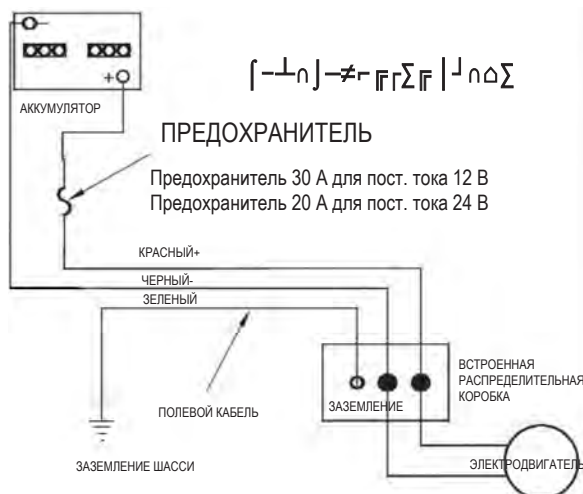 АККУМУЛЯТОР
ПРЕДОХРАНИТЕЛЬ
Предохранитель 30 А для пост. тока 12 В
Предохранитель 20 А для пост. тока 24 В
КРАСНЫЙ+
ЧЕРНЫЙ-
ЗЕЛЕНЫЙ
ПОЛЕВОЙ КАБЕЛЬ
ЗАЗЕМЛЕНИЕ ШАССИ
ЗАЗЕМЛЕНИЕ
ВСТРОЕННАЯ
РАСПРЕДЕЛИТЕЛЬНАЯ
КОРОБКА
ЭЛЕКТРОДВИГАТЕЛЬ